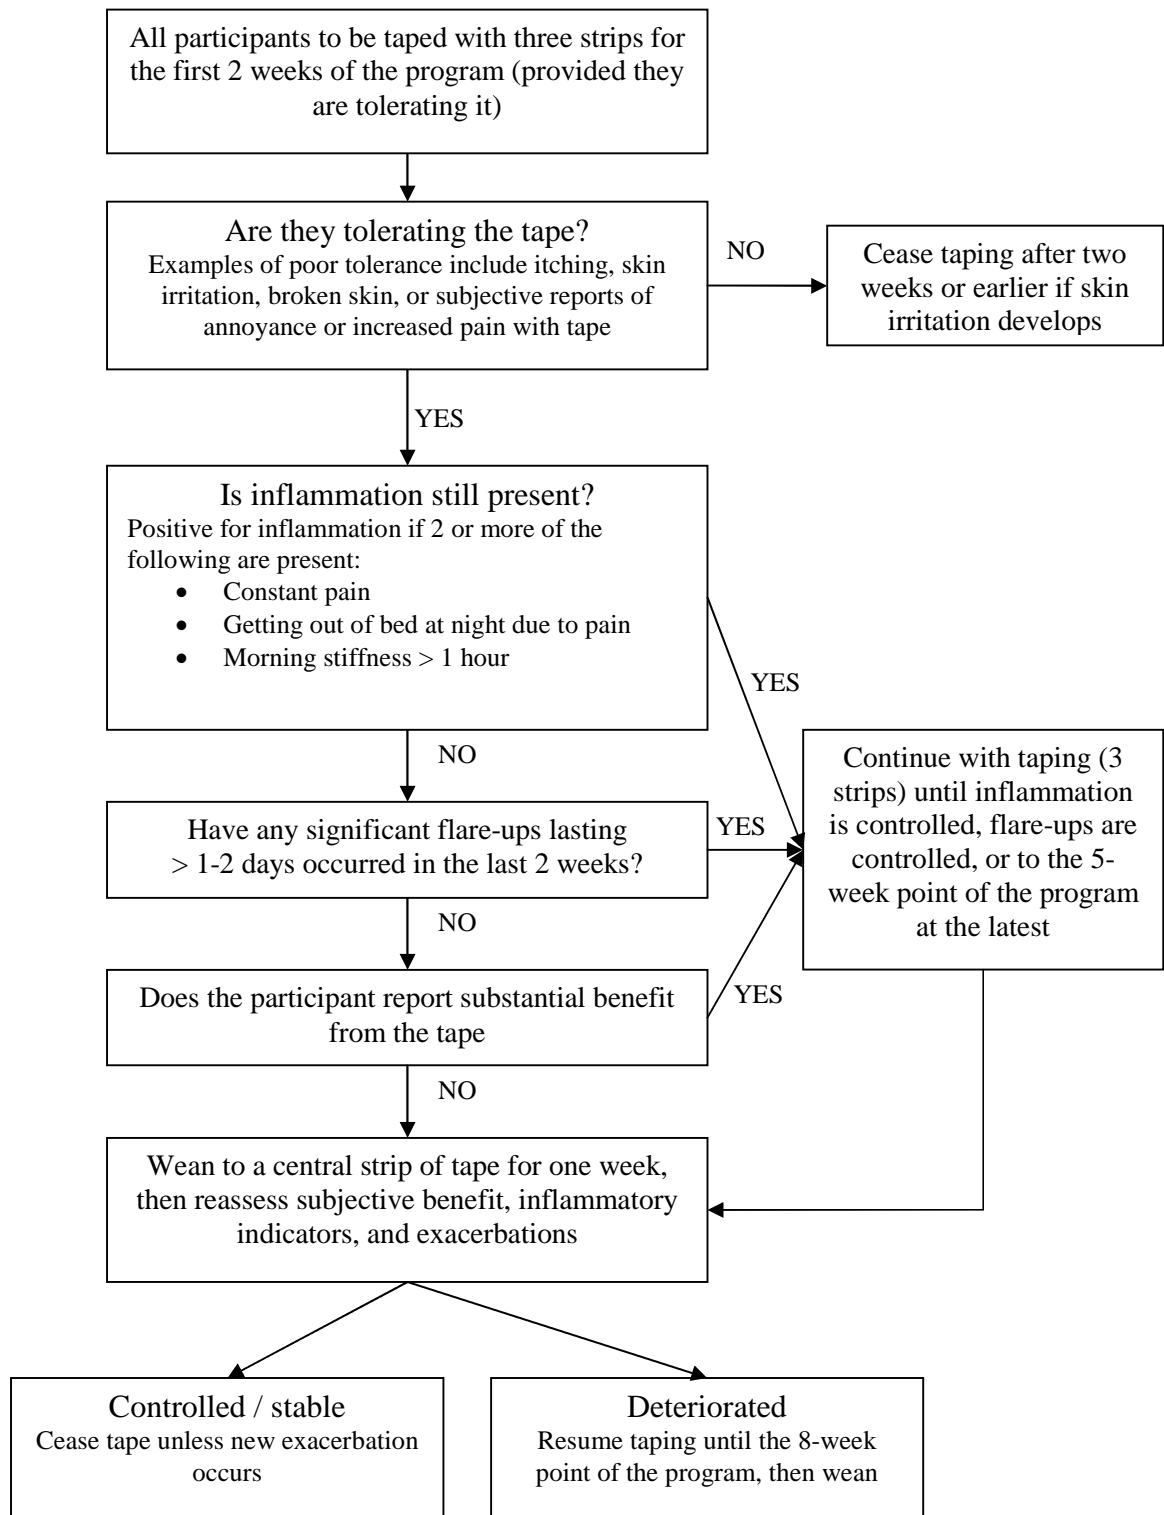 All participants to be taped with three strips for
the first 2 weeks of the program (provided they
are tolerating it)
Are they tolerating the tape?
Examples of poor tolerance include itching, skin
irritation, broken skin, or subjective reports of
annoyance or increased pain with tape
NO
Cease taping after two
weeks or earlier if skin
irritation develops
YES
Is inflammation still present?
Positive for inflammation if 2 or more of the
following are present:
• Constant pain
• Getting out of bed at night due to pain
• Morning stiffness > 1 hour
YES
NO
Continue with taping (3
strips) until inflammation
is controlled, flare-ups are
controlled, or to the 5-
week point of the program
at the latest
Have any significant flare-ups lasting
> 1-2 days occurred in the last 2 weeks?
YES
NO
Does the participant report substantial benefit
from the tape
YES
NO
Wean to a central strip of tape for one week,
then reassess subjective benefit, inflammatory
indicators, and exacerbations
Controlled / stable
Cease tape unless new exacerbation
occurs
Deteriorated
Resume taping until the 8-week
point of the program, then wean